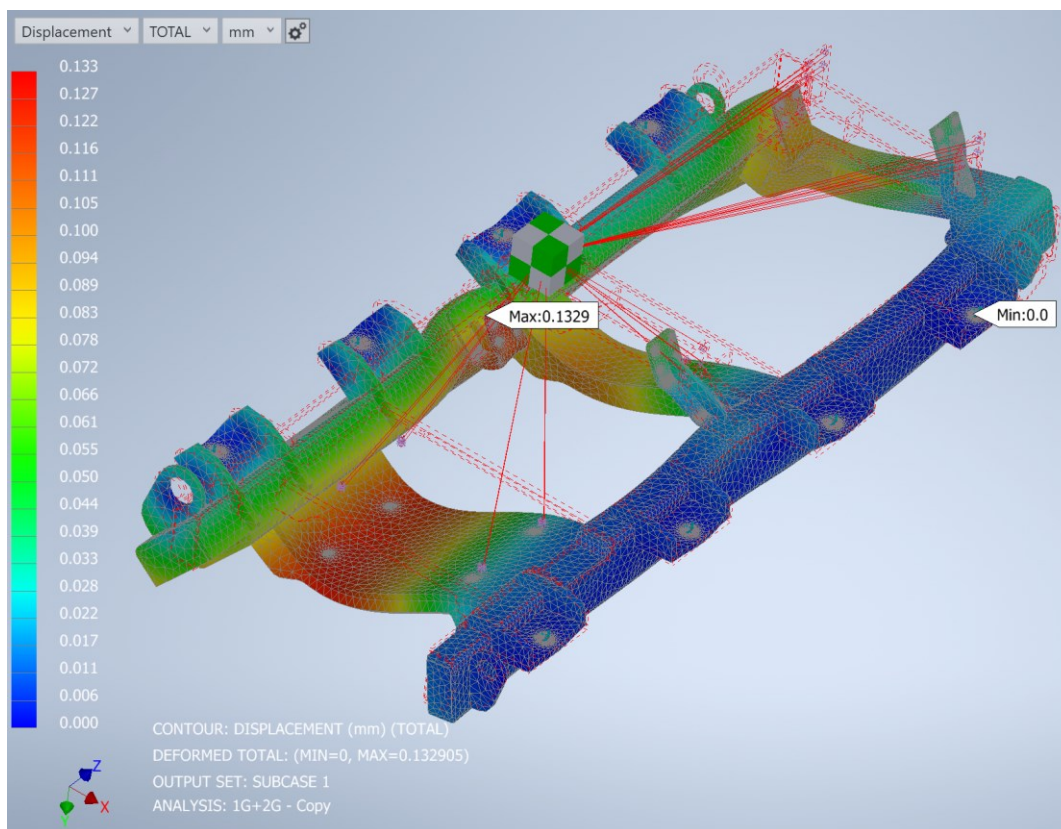 Displacement TOTAL mm
0.133
0.127
0.122
0.116
0.111
0.105
0.100
0.094
0.089
0.083
0.078
0.072
0.066
0.061
0.055
0.050
0.044
0.039
0.033
0.028
0.022
0.017
0.011
0.006
0.000
Max:0.1329
Min:0.0
CONTOUR: DISPLACEMENT (mm) (TOTAL)
DEFORMED TOTAL: (MIN=0, MAX=0.132905)
OUTPUT SET: SUBCASE 1
ANALYSIS: 1G+2G - Copy
Z
X
Y